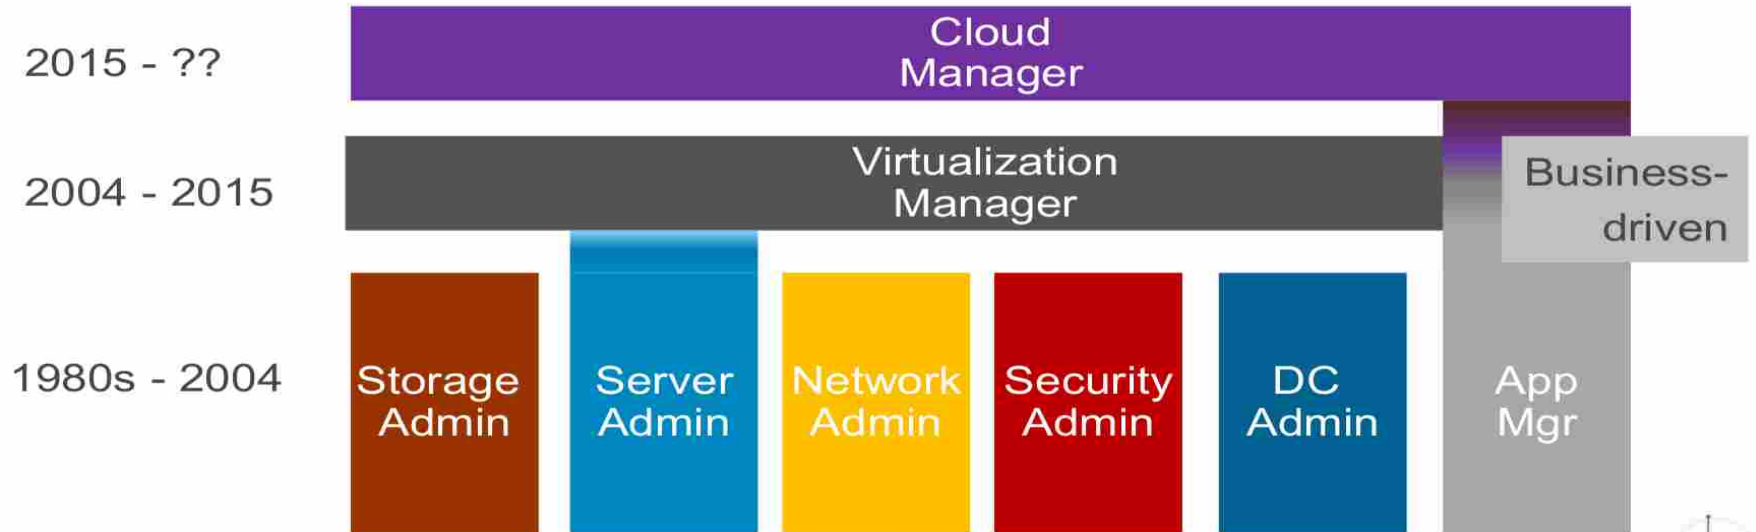 2015 - ??
Cloud
Manager
2004 - 2015
Virtualization
Manager
Business-
driven
1980s - 2004
Storage
Admin
Server
Admin
Network
Admin
Security
Admin
DC
Admin
App
Mgr